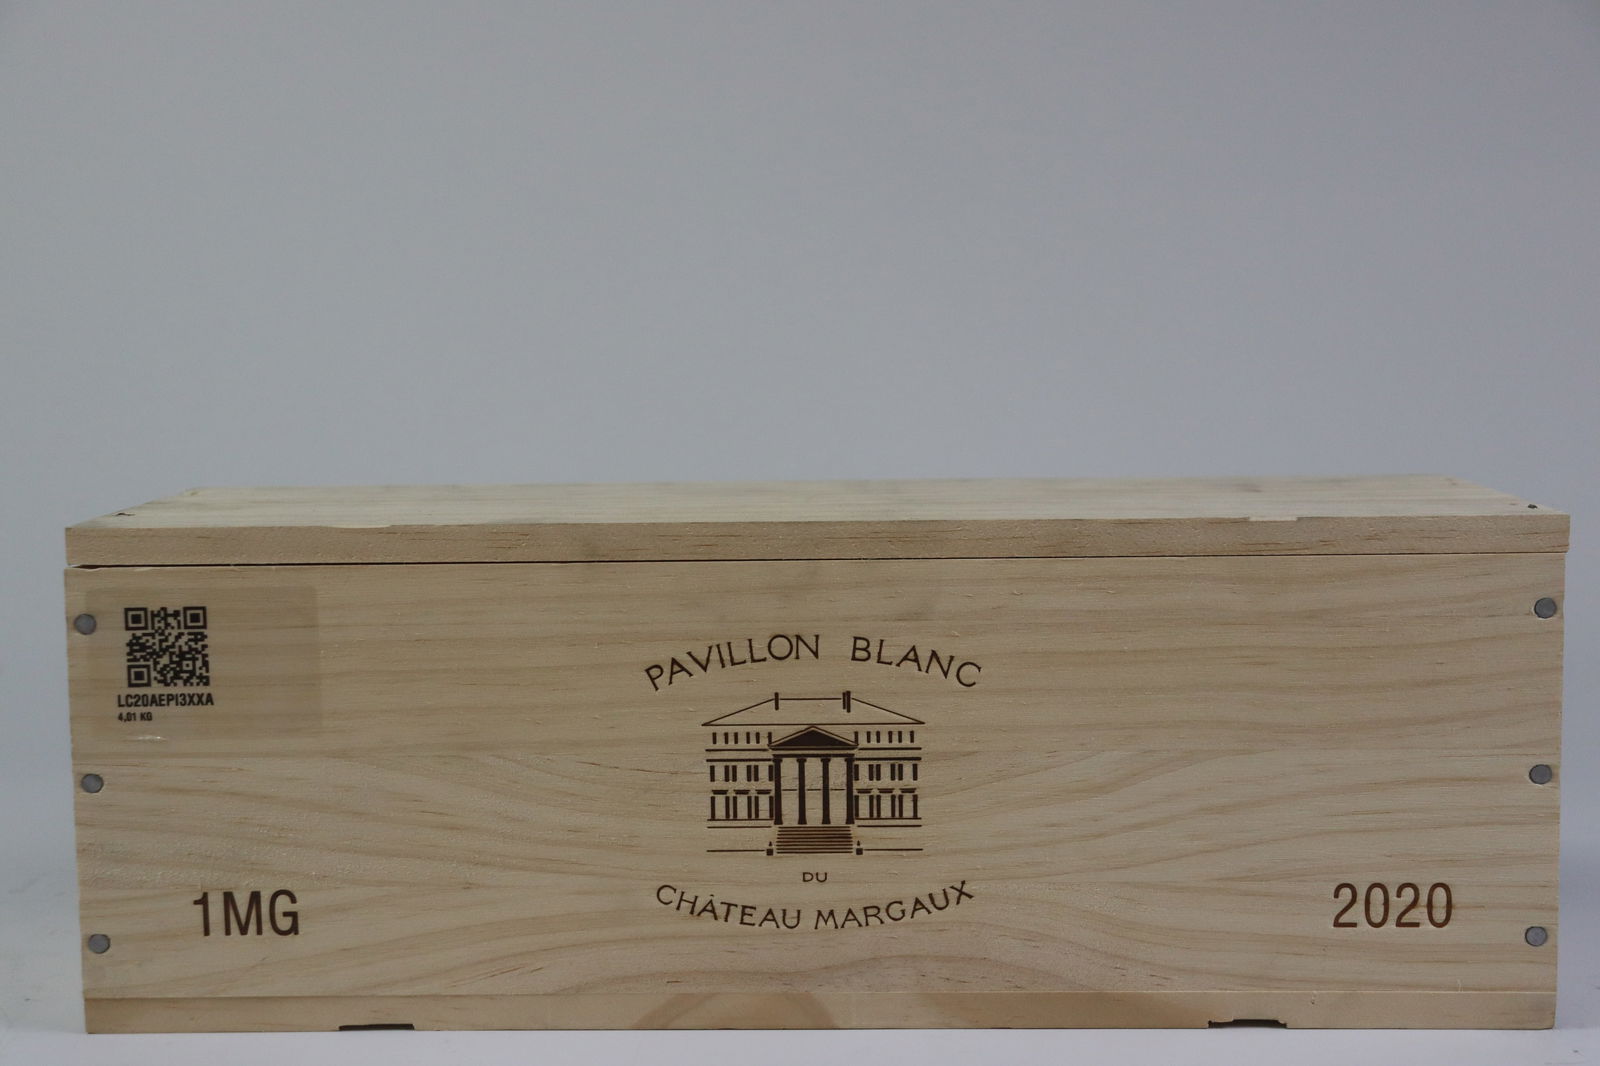 LC20AEPI3XXA
4,01 KG
PAVILLON BLANC
DU
CHÂTEAU MARGAUX
1MG
2020